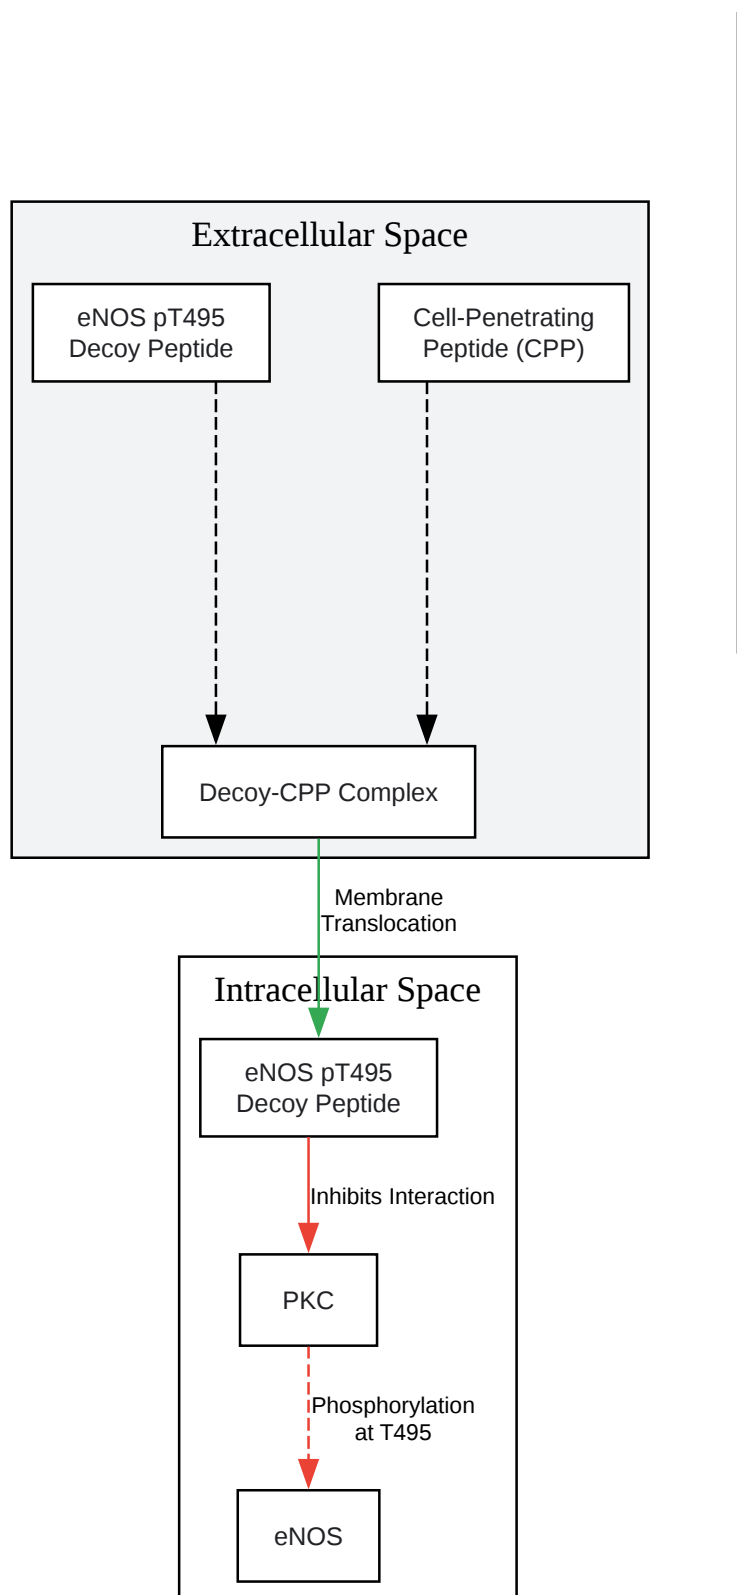 Extracellular Space
eNOS pT495
Decoy Peptide
Cell-Penetrating
Peptide (CPP)
Decoy-CPP Complex
Membrane
Translocation
Intracellular Space
eNOS pT495
Decoy Peptide
Inhibits Interaction
PKC
Phosphorylation
at T495
eNOS